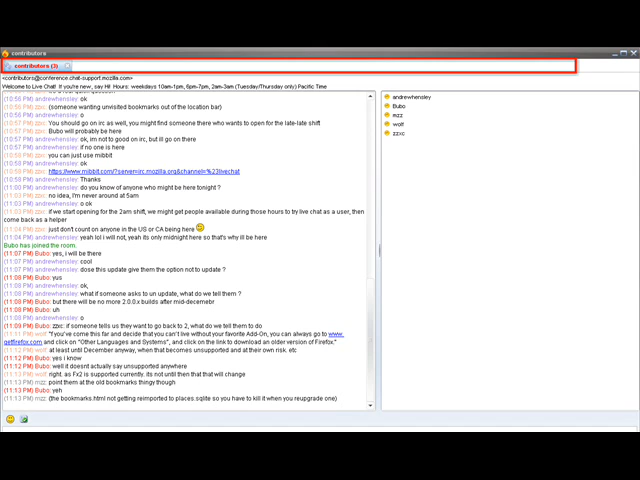 contributors
contributors (3)
<contributors@conference.chat-support.mozilla.com>
Welcome to Live Chat! If you're new, say Hi! Hours: weekdays 10am-1pm, 6pm-7pm, 2am-3am (Tuesday/Thursday only) Pacific Time
(10:56 PM) andrewhensley: ok
(10:56 PM) zzxc: (someone wanting unvisited bookmarks out of the location bar)
(10:56 PM) andrewhensley: o
(10:57 PM) zzxc: You should go on irc as well, you might find someone there who wants to open for the late-late shift
(10:57 PM) zzxc: Bubo will probably be here
(10:57 PM) andrewhensley: ok, im not to good on irc, but ill go on there
(10:58 PM) andrewhensley: if no one is here
(10:58 PM) zzxc: you can just use mibbit
(10:58 PM) andrewhensley: ok
(10:58 PM) zzxc: https://www.mibbit.com/?server=irc.mozilla.org&channel=%23livechat
(10:58 PM) andrewhensley: Thanks
(11:00 PM) andrewhensley: do you know of anyone who might be here tonight ?
(11:03 PM) zzxc: no idea, I'm never around at 5am
(11:03 PM) andrewhensley: o ok
(11:04 PM) zzxc: if we start opening for the 2am shift, we might get people available during those hours to try live chat as a user, then
come back as a helper
(11:04 PM) zzxc: just don't count on anyone in the US or CA being here
(11:04 PM) andrewhensley: yeah lol i will not, yeah its only midnight here so that's why ill be here
Bubo has joined the room.
(11:07 PM) Bubo: yes, i will be there
(11:07 PM) andrewhensley: cool
(11:07 PM) andrewhensley: dose this update give them the option not to update ?
(11:08 PM) Bubo: yus
(11:08 PM) andrewhensley: ok,
(11:08 PM) andrewhensley: what if someone asks to un update, what do we tell them ?
(11:08 PM) Bubo: but there will be no more 2.0.0.x builds after mid-decemebr
(11:08 PM) Bubo: uh
(11:08 PM) andrewhensley: o
(11:09 PM) Bubo: zzxc: if someone tells us they want to go back to 2, what do we tell them to do
(11:11 PM) wolf: "If you've come this far and decide that you can't live without your favorite Add-On, you can always go to www.
getfirefox.com and click on "Other Languages and Systems", and click on the link to download an older version of Firefox."
(11:12 PM) wolf: at least until December anyway, when that becomes unsupported and at their own risk. etc
(11:12 PM) Bubo: yes i know
(11:12 PM) Bubo: well it doesnt actually say unsupported anywhere
(11:13 PM) wolf: right. as Fx2 is supported currently. its not until then that that will change
(11:13 PM) mzz: point them at the old bookmarks thingy though
(11:13 PM) Bubo: yeh
(11:13 PM) mzz: (the bookmarks.html not getting reimported to places.sqlite so you have to kill it when you reupgrade one)
andrewhensley
Bubo
mzz
wolf
zzxc